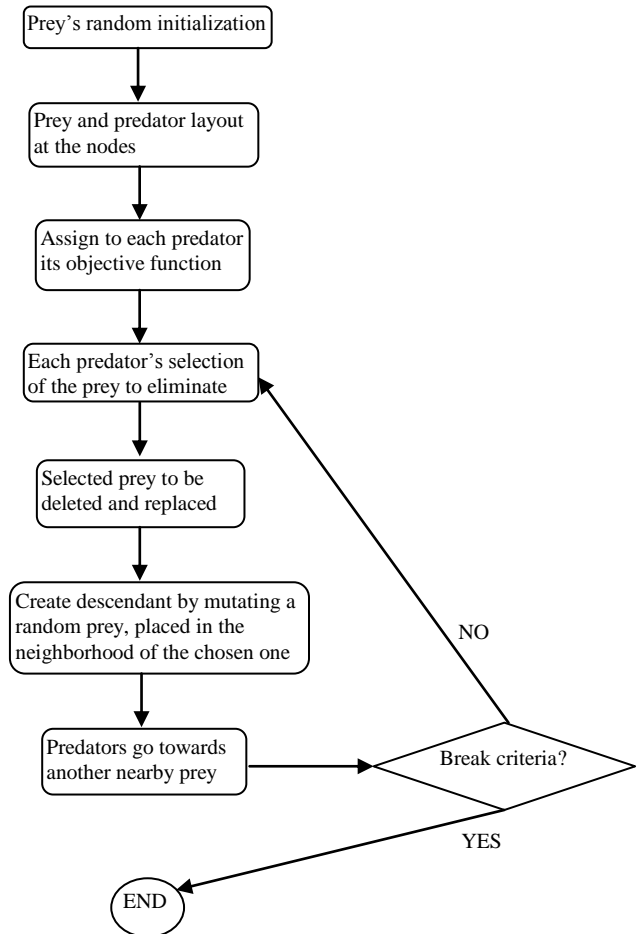 Prey's random initialization
Prey and predator layout
at the nodes
Assign to each predator
its objective function
Each predator's selection
of the prey to eliminate
Selected prey to be
deleted and replaced
Create descendant by mutating a
random prey, placed in the
neighborhood of the chosen one
NO
Predators go towards
another nearby prey
Break criteria?
YES
END